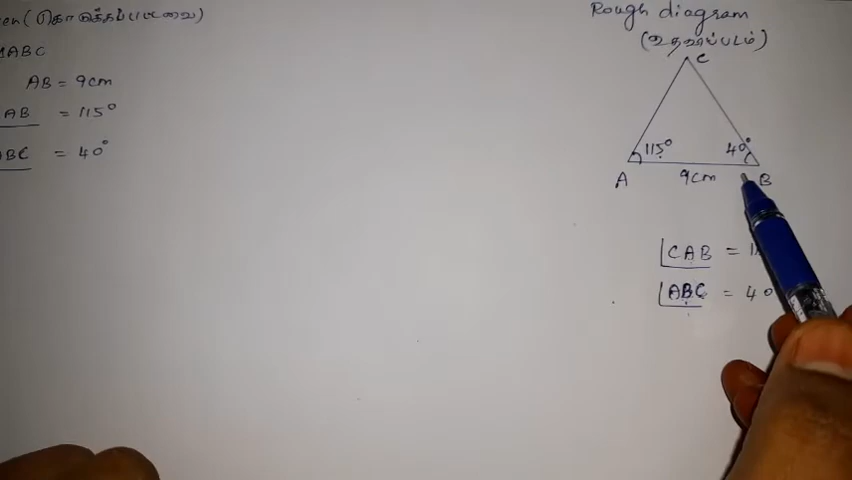 en (கொடுக்கப்பட்டவை)
ABC
AB = 9cm
AB = 115°
BC = 40°
Rough diagram
(உதவிப்படம்)
C
115° 40°
A 9cm B
∠CAB = 11
∠ABC = 40